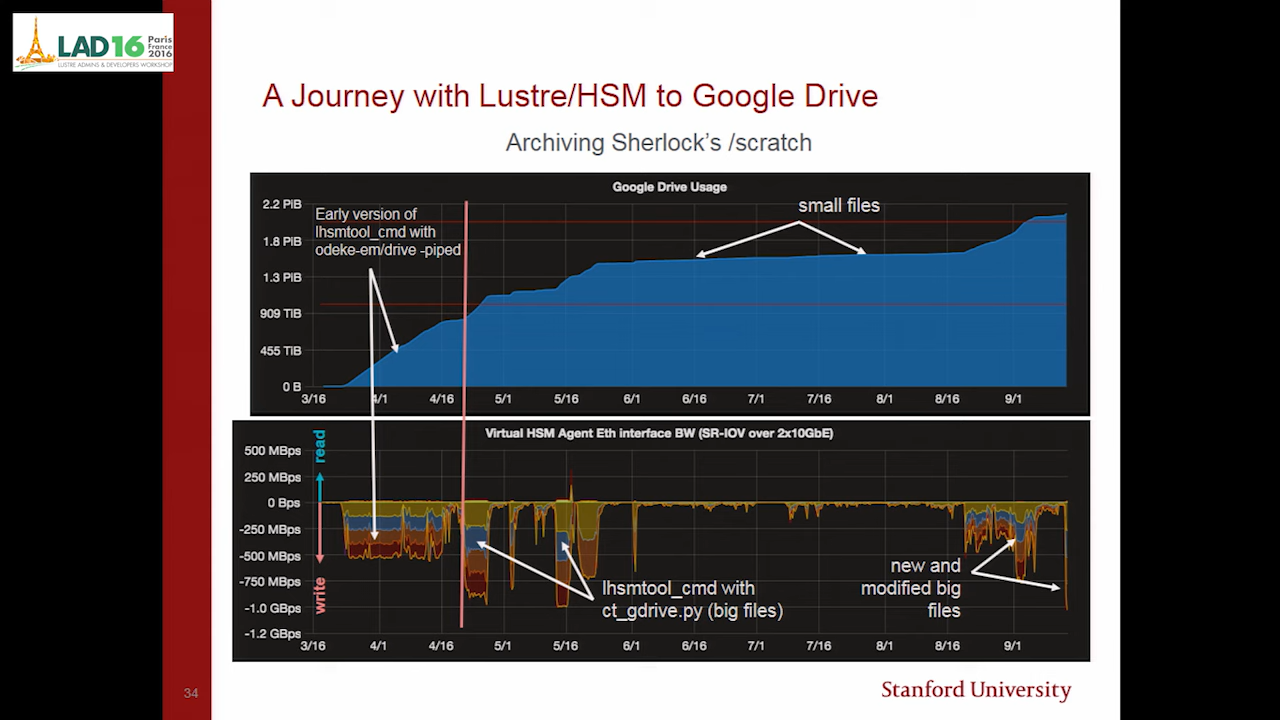 LAD16 Paris France 2016
LUSTRE ADMINS & DEVELOPERS WORKSHOP
A Journey with Lustre/HSM to Google Drive
Archiving Sherlock's /scratch
Google Drive Usage
2.2 PiB
1.8 PiB
1.3 PiB
909 TiB
455 TiB
0 B
Early version of
lhsmtool_cmd with
odeke-em/drive -piped
small files
3/16 4/1 4/16 5/1 5/16 6/1 6/16 7/1 7/16 8/1 8/16 9/1
Virtual HSM Agent Eth interface BW (SR-IOV over 2x10GbE)
read
write
500 MBps
250 MBps
0 Bps
-250 MBps
-500 MBps
-750 MBps
-1.0 GBps
-1.2 GBps
lhsmtool_cmd with
ct_gdrive.py (big files)
new and
modified big
files
3/16 4/1 4/16 5/1 5/16 6/1 6/16 7/1 7/16 8/1 8/16 9/1
34
Stanford University